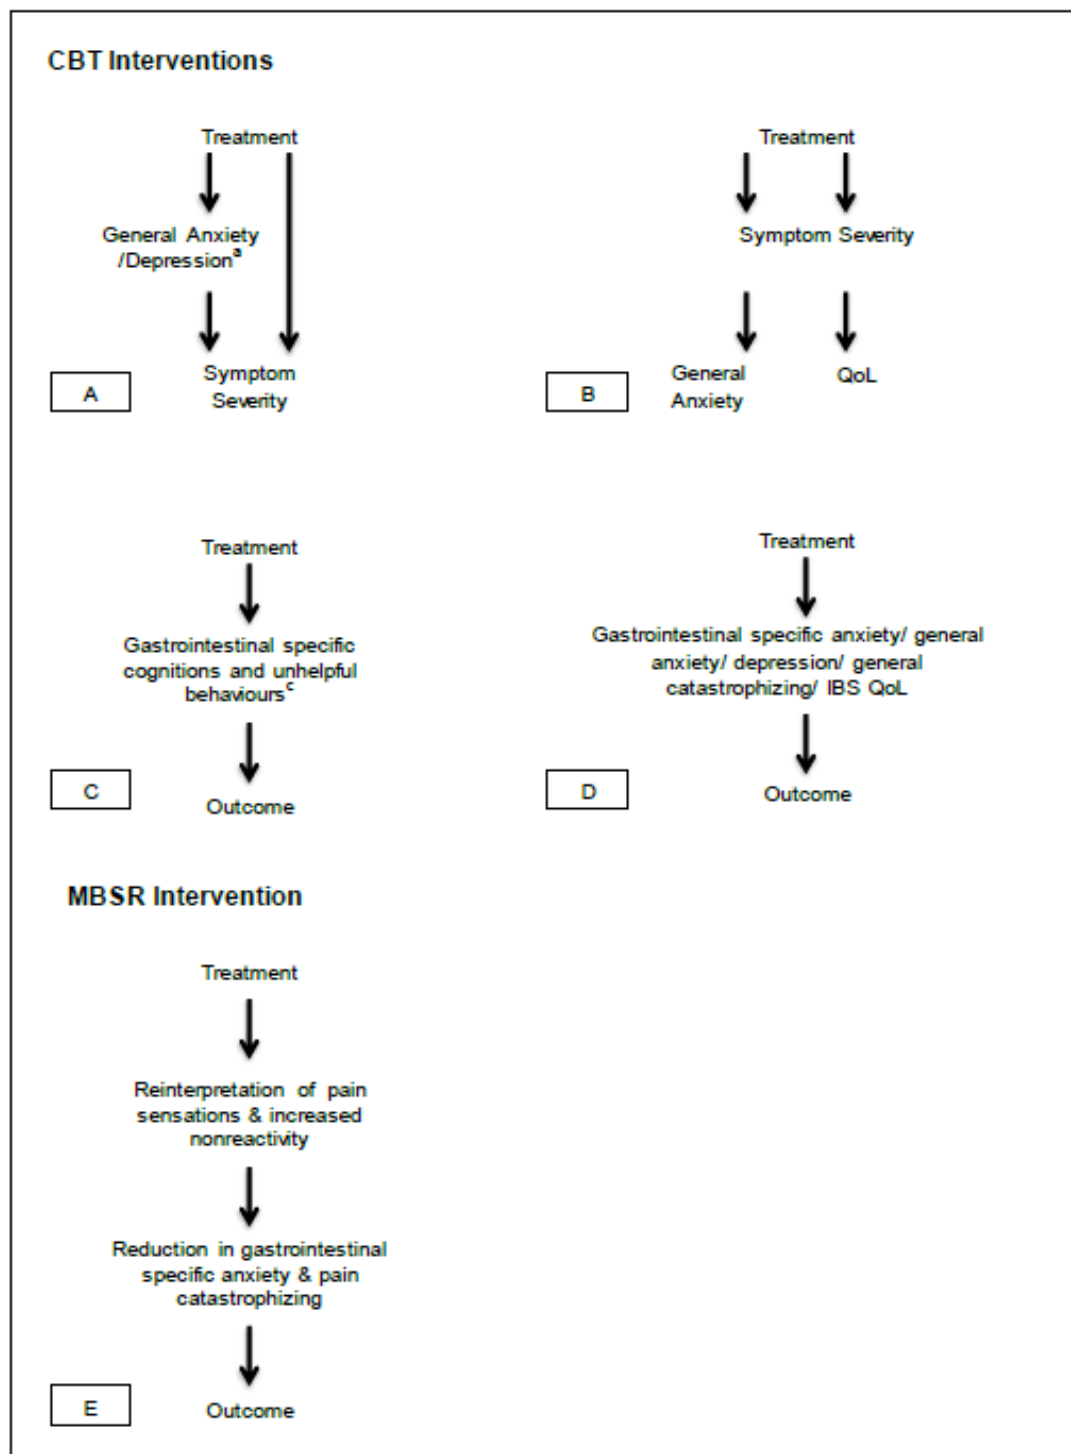 CBT Interventions
Treatment
General Anxiety
/Depressionᵃ
Symptom
Severity
A
Treatment
Symptom Severity
General
Anxiety
QoL
B
Treatment
Gastrointestinal specific
cognitions and unhelpful
behavioursᶜ
Outcome
C
Treatment
Gastrointestinal specific anxiety/ general
anxiety/ depression/ general
catastrophizing/ IBS QoL
Outcome
D
MBSR Intervention
Treatment
Reinterpretation of pain
sensations & increased
nonreactivity
Reduction in gastrointestinal
specific anxiety & pain
catastrophizing
Outcome
E